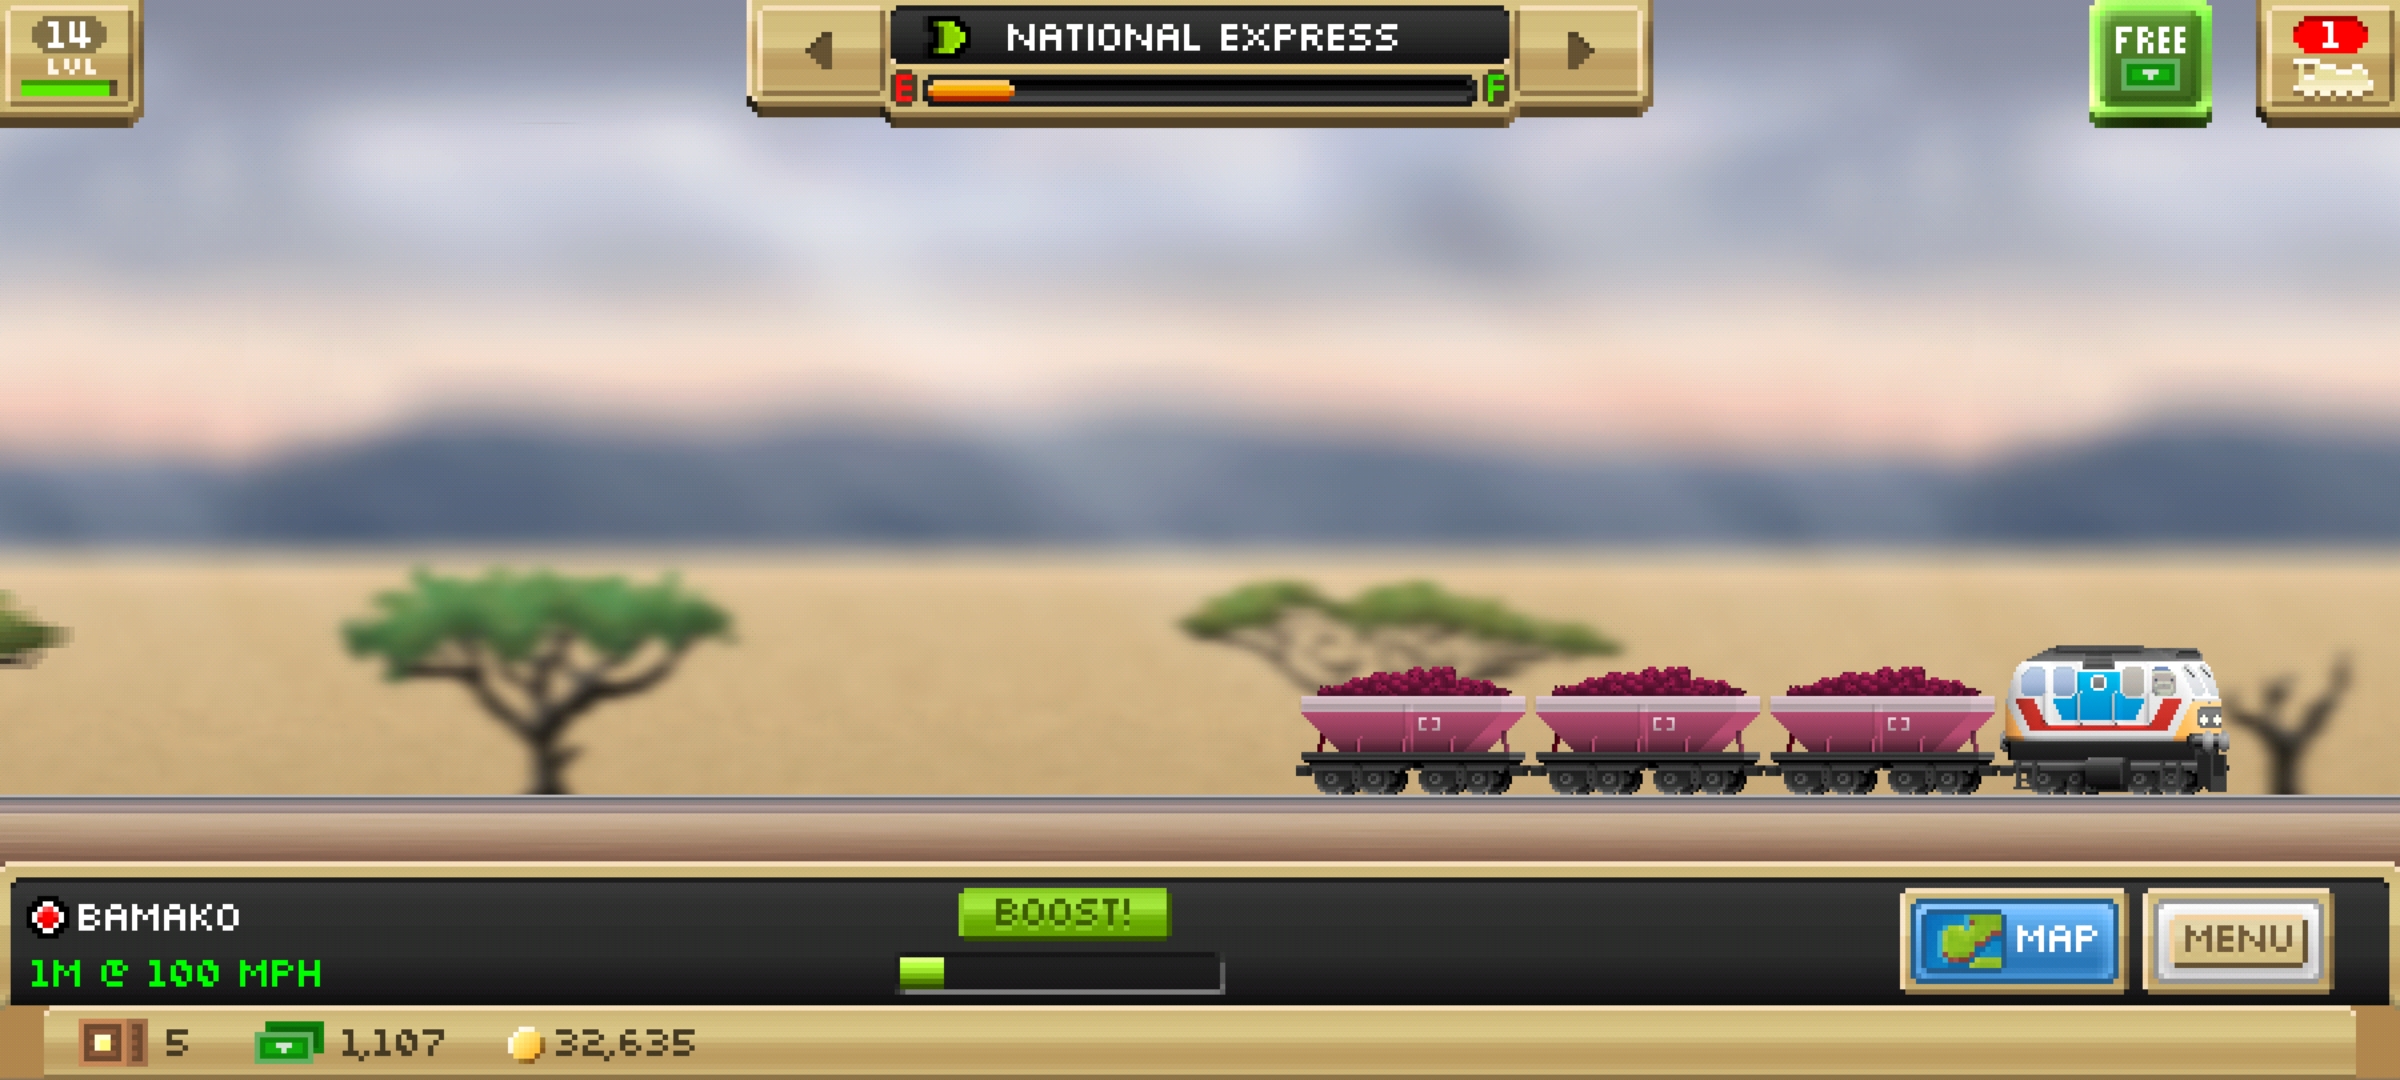 14
LVL
NATIONAL EXPRESS
E F
FREE
1
BAMAKO
1M @ 100 MPH
BOOST!
MAP
MENU
5
1,107
32,635